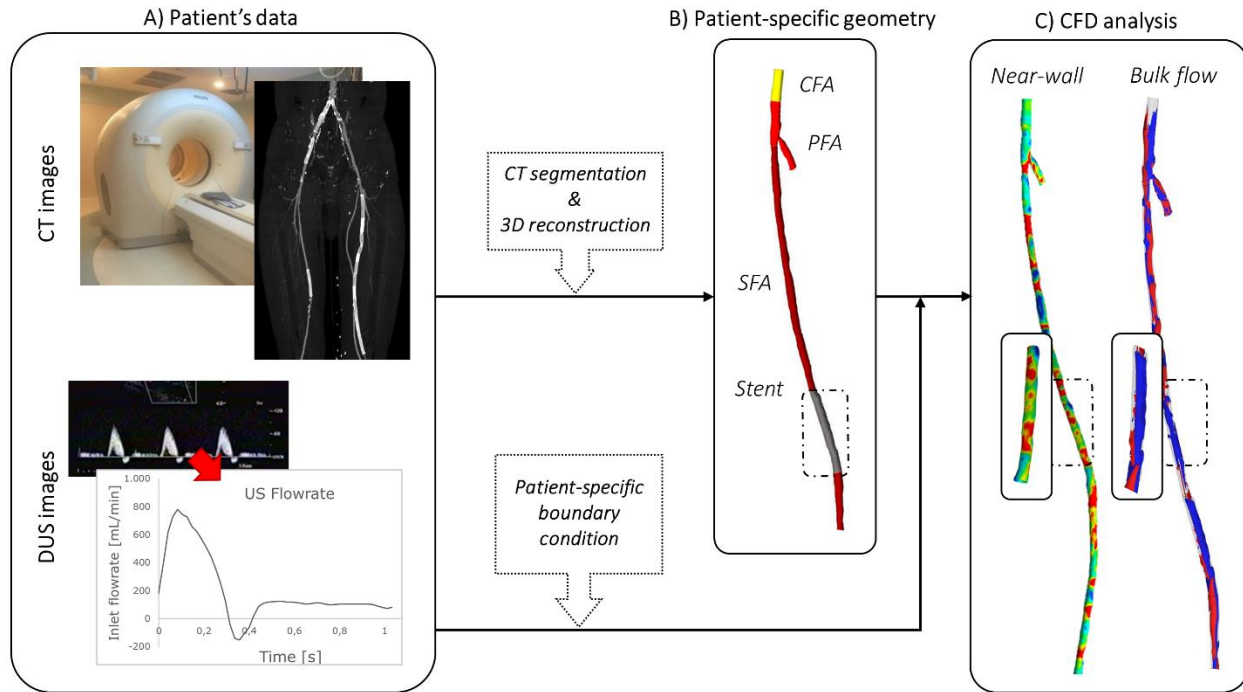 A) Patient's data
CT images
PHILIPS
DUS images
US Flowrate
Inlet flowrate [mL/min]
1.000
800
600
400
200
0
-200
0
0,2
0,4
0,6
0,8
1
Time [s]
CT segmentation
&
3D reconstruction
Patient-specific
boundary
condition
B) Patient-specific geometry
CFA
PFA
SFA
Stent
C) CFD analysis
Near-wall
Bulk flow